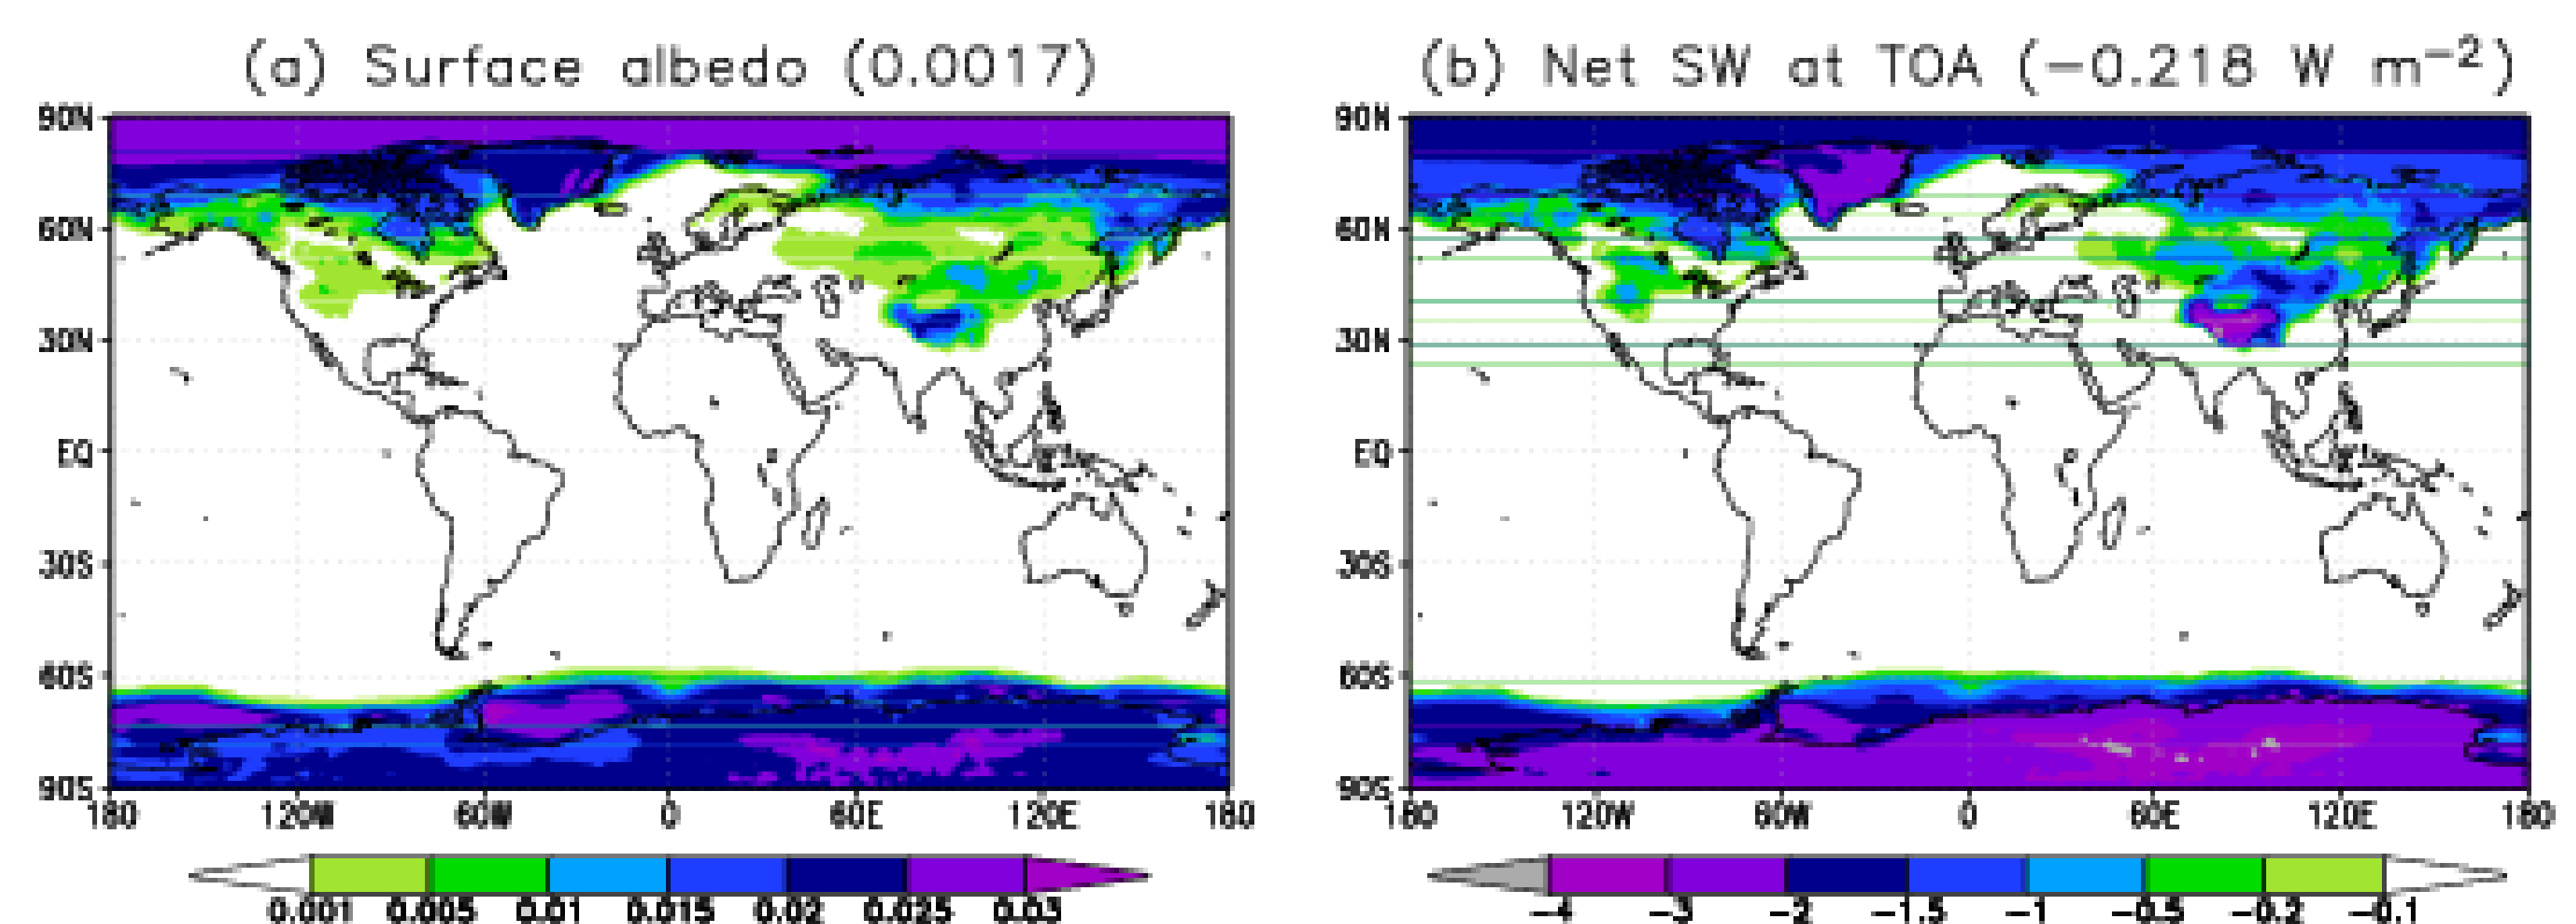 (a) Surface albedo (0.0017)
(b) Net SW at TOA (−0.218 W m⁻²)
90N
60N
30N
EQ
30S
60S
90S
180 120W 60W 0 60E 120E 180
0.001 0.005 0.01 0.015 0.02 0.025 0.03
90N
60N
30N
EQ
30S
60S
90S
180 120W 60W 0 60E 120E 180
−4 −3 −2 −1.5 −1 −0.5 −0.2 −0.1